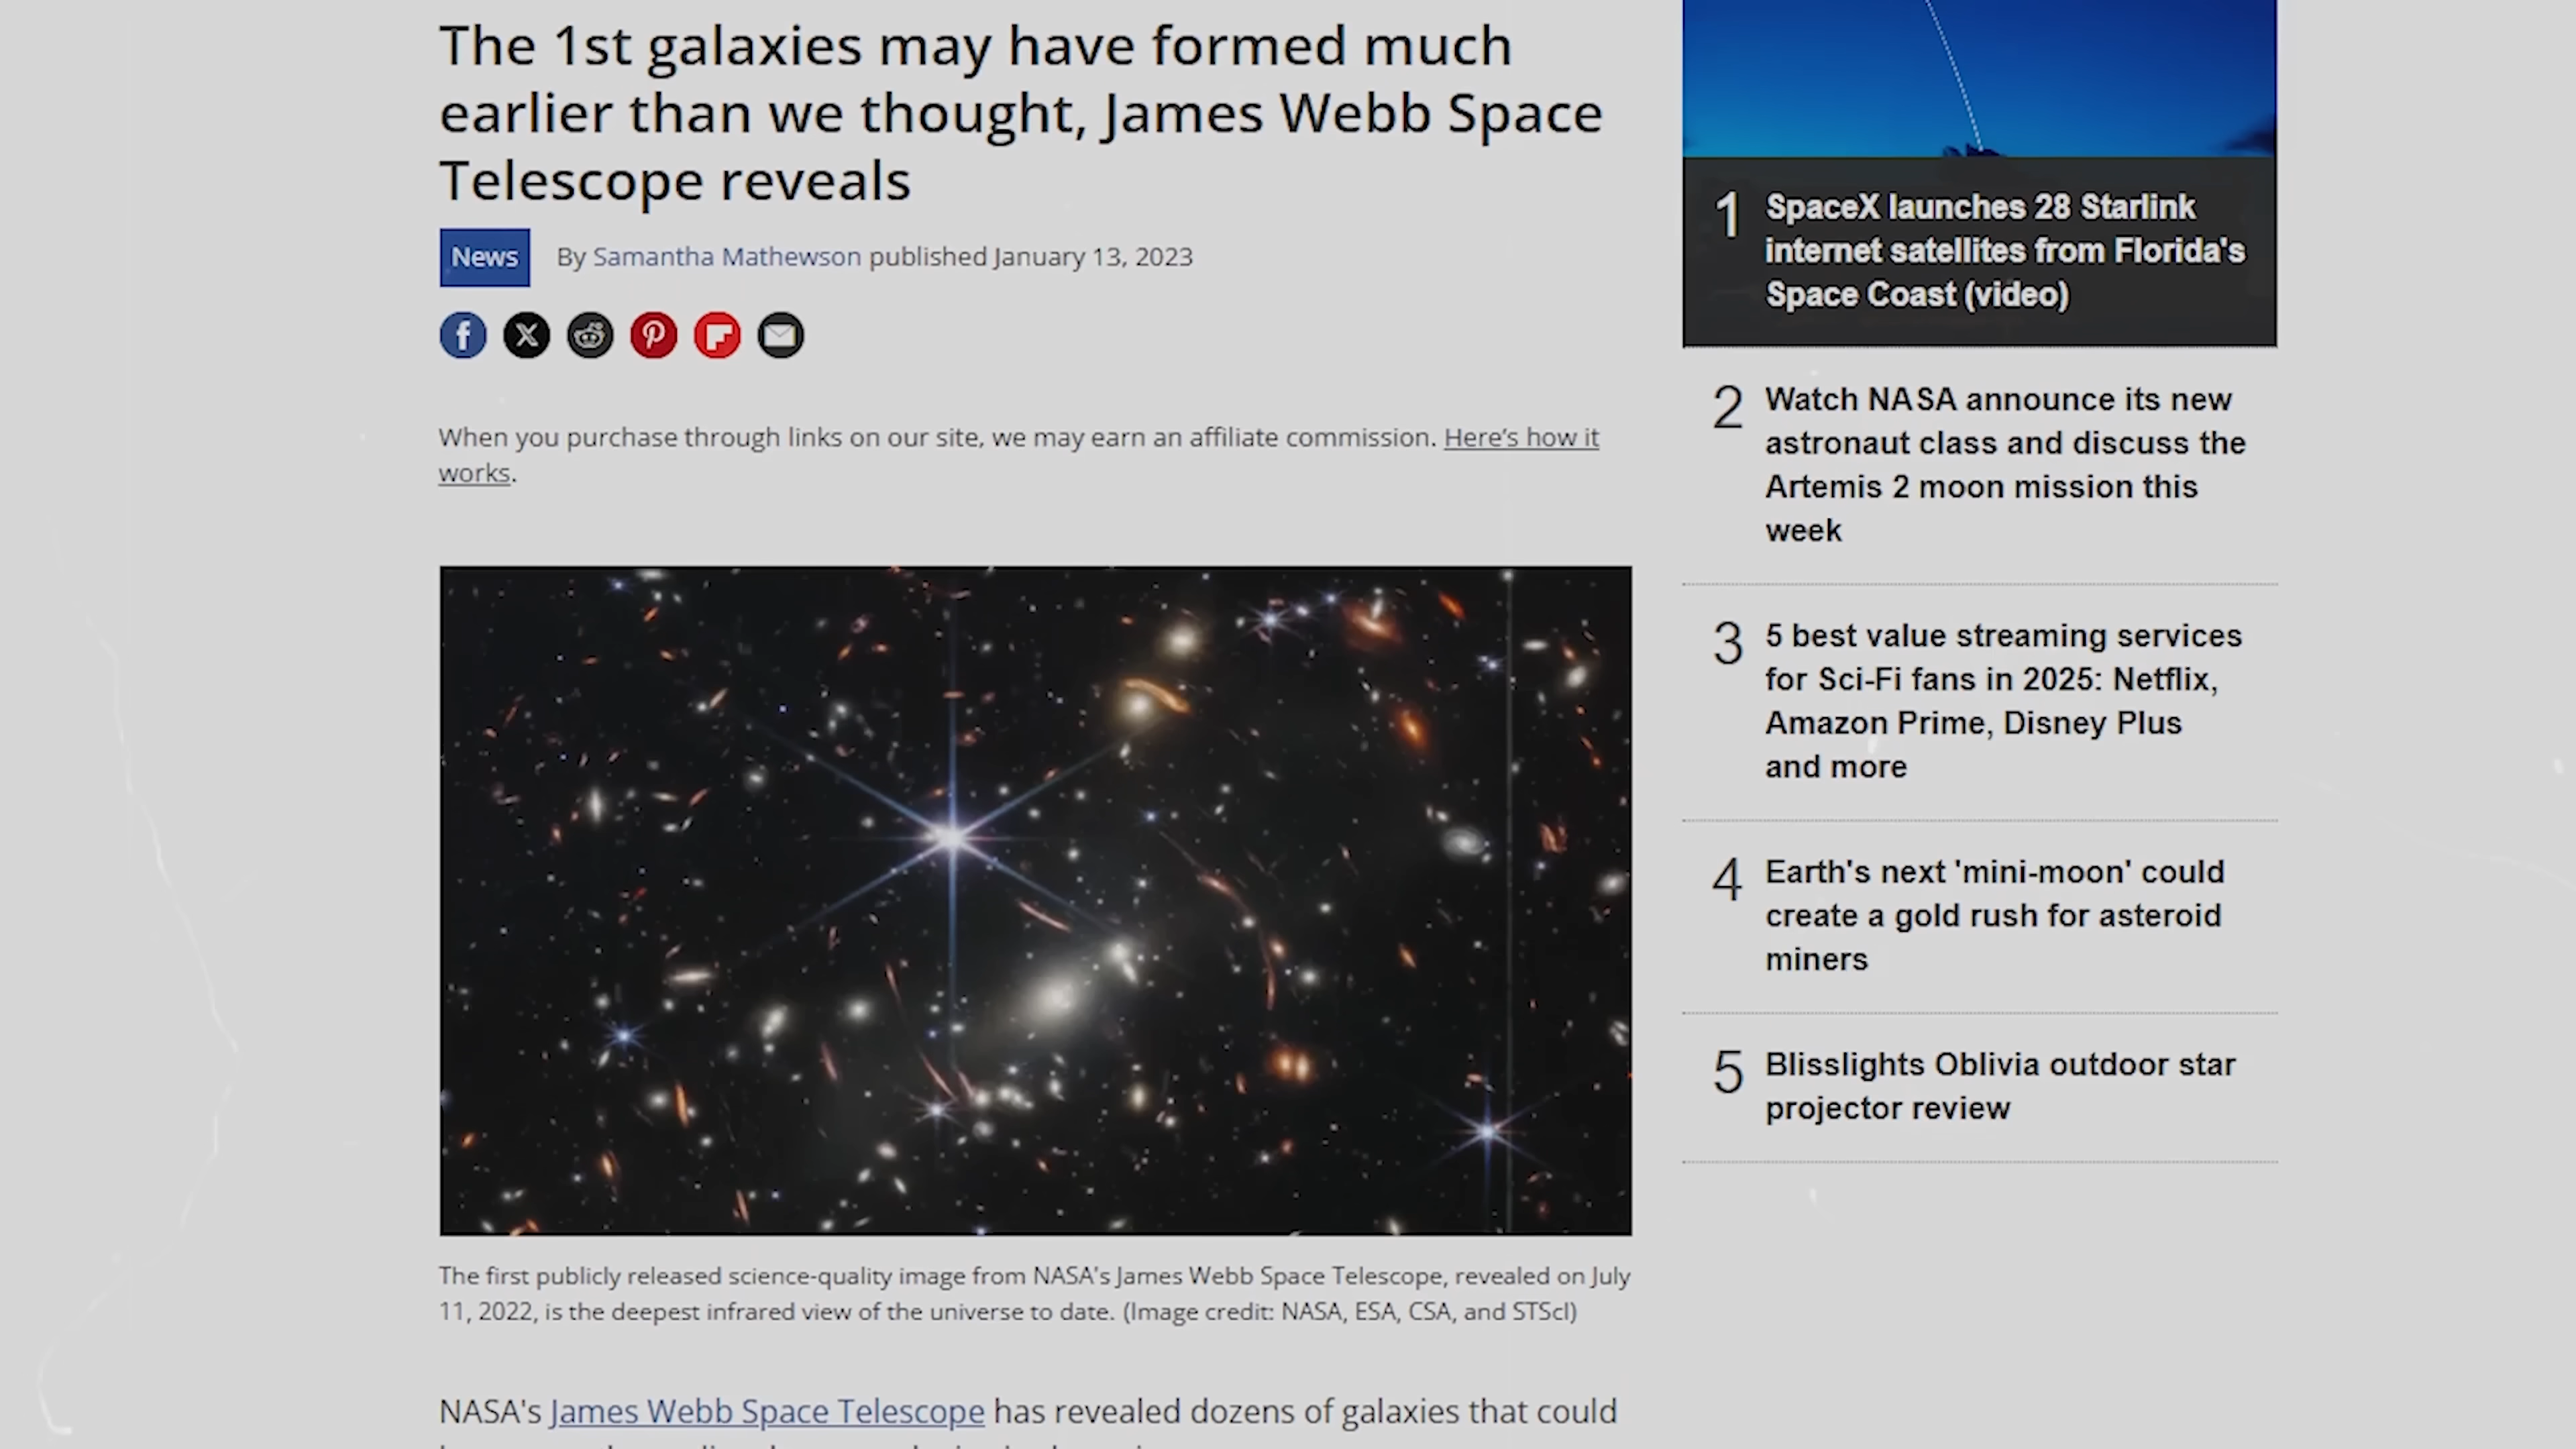 The 1st galaxies may have formed much
earlier than we thought, James Webb Space
Telescope reveals
News
By Samantha Mathewson published January 13, 2023
When you purchase through links on our site, we may earn an affiliate commission. Here’s how it
works.
The first publicly released science-quality image from NASA's James Webb Space Telescope, revealed on July
11, 2022, is the deepest infrared view of the universe to date. (Image credit: NASA, ESA, CSA, and STScI)
NASA's James Webb Space Telescope has revealed dozens of galaxies that could
1
SpaceX launches 28 Starlink
internet satellites from Florida's
Space Coast (video)
2
Watch NASA announce its new
astronaut class and discuss the
Artemis 2 moon mission this
week
3
5 best value streaming services
for Sci-Fi fans in 2025: Netflix,
Amazon Prime, Disney Plus
and more
4
Earth's next 'mini-moon' could
create a gold rush for asteroid
miners
5
Blisslights Oblivia outdoor star
projector review